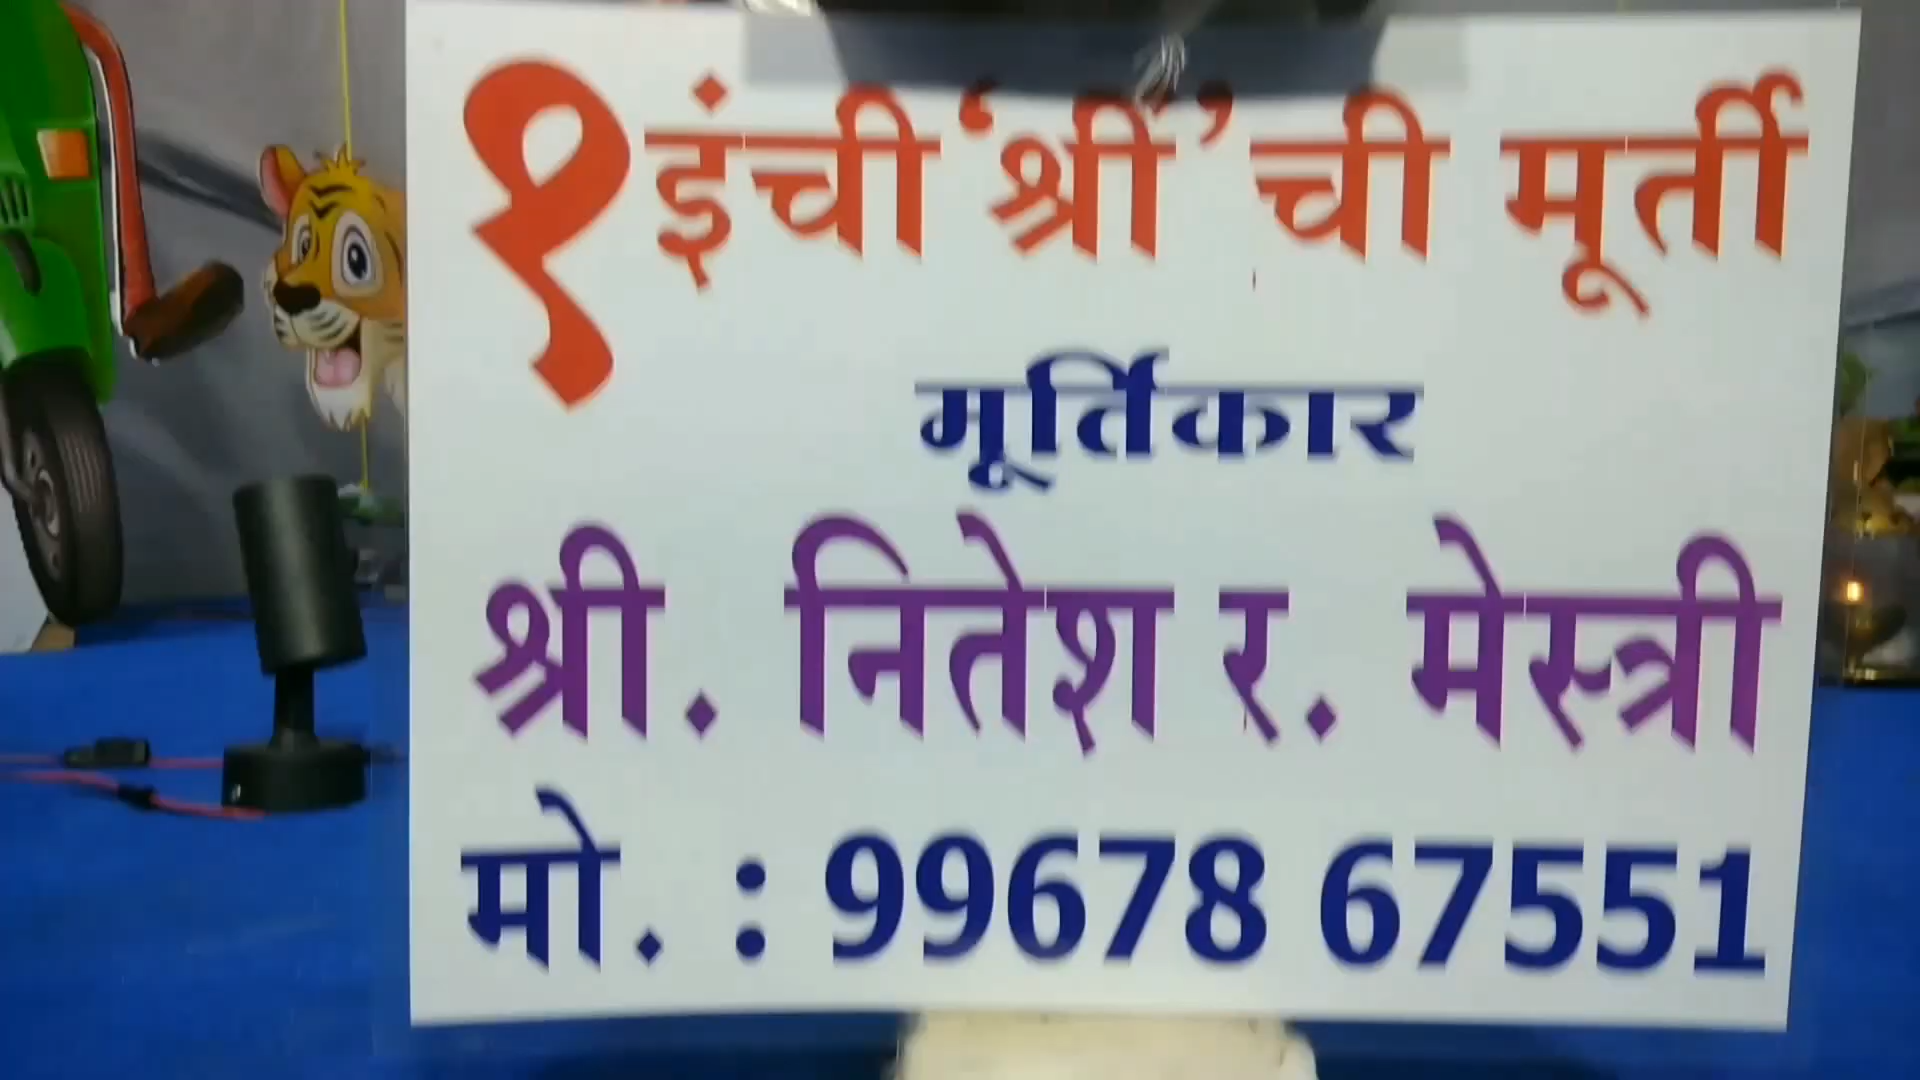 १ इंची ‘श्रीं’ ची मूर्ती
मूर्तिकार
श्री. नितेश र. मेस्त्री
मो. : 99678 67551